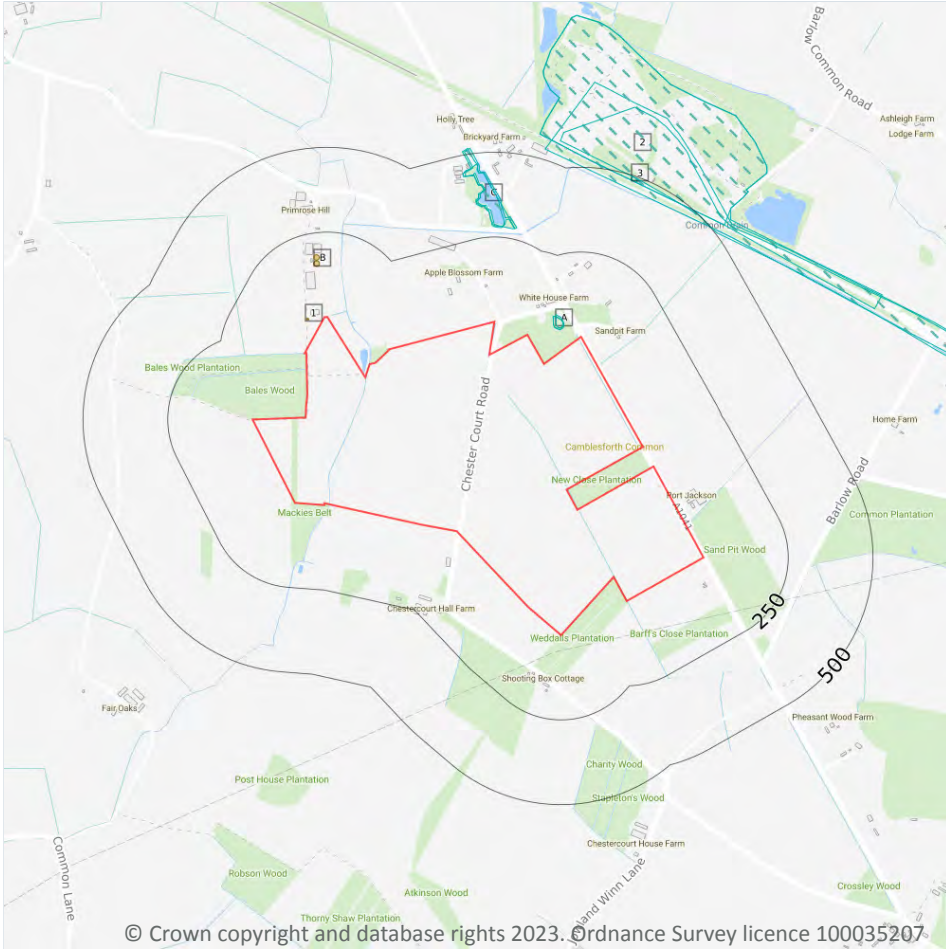 Barlow
Common Road
Holly Tree
Brickyard Farm
Ashleigh Farm
Lodge Farm
2
3
C
Primrose Hill
Common Drain
B
Apple Blossom Farm
1
White House Farm
A
Sandpit Farm
Bales Wood Plantation
Bales Wood
Chester Court Road
Home Farm
Camblesforth Common
New Close Plantation
Port Jackson
A1041
Barlow Road
Common Plantation
Mackies Belt
Sand Pit Wood
Chestercourt Hall Farm
250
Weddalls Plantation
Barff's Close Plantation
500
Shooting Box Cottage
Fair Oaks
Pheasant Wood Farm
Charity Wood
Post House Plantation
Stapleton's Wood
Chestercourt House Farm
Common Lane
Robson Wood
Atkinson Wood
Crossley Wood
Thorny Shaw Plantation
land Winn Lane
© Crown copyright and database rights 2023. Ordnance Survey licence 100035207